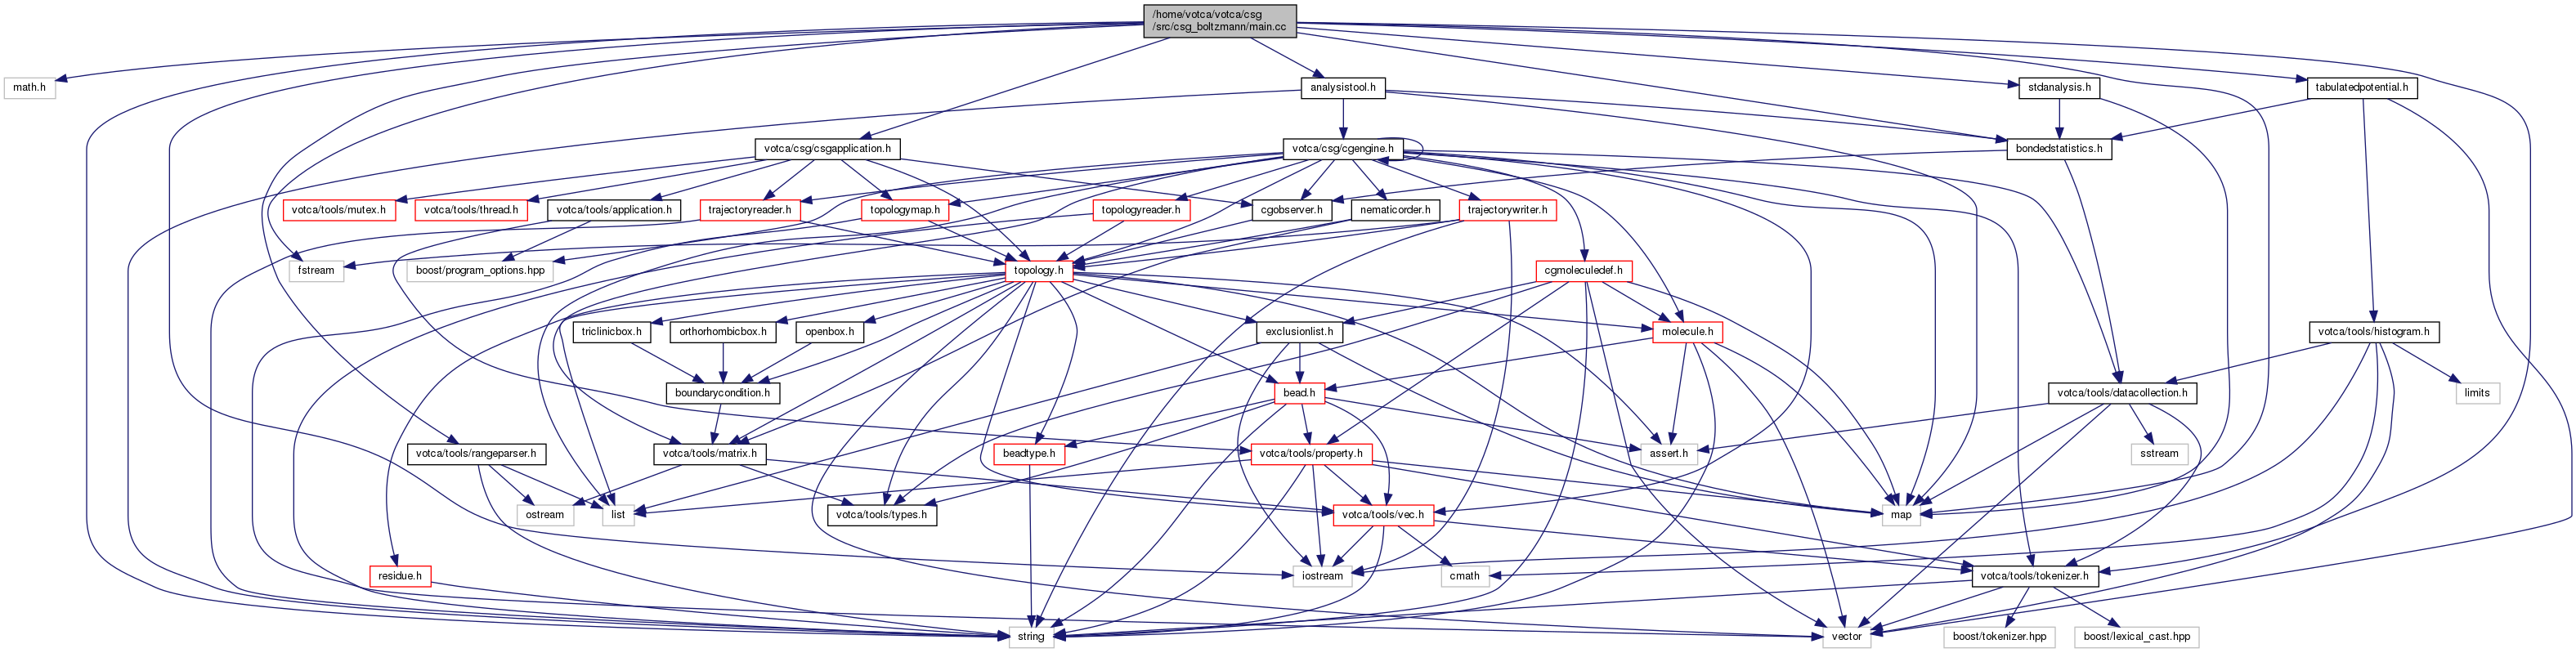 /home/votca/votca/csg
/src/csg_boltzmann/main.cc
math.h
analysistool.h
stdanalysis.h
tabulatedpotential.h
votca/csg/csgapplication.h
votca/csg/cgengine.h
bondedstatistics.h
votca/tools/mutex.h
votca/tools/thread.h
votca/tools/application.h
trajectoryreader.h
topologymap.h
topologyreader.h
cgobserver.h
nematicorder.h
trajectorywriter.h
fstream
boost/program_options.hpp
topology.h
cgmoleculedef.h
triclinicbox.h
orthorhombicbox.h
openbox.h
exclusionlist.h
molecule.h
votca/tools/histogram.h
boundarycondition.h
bead.h
votca/tools/datacollection.h
limits
votca/tools/rangeparser.h
votca/tools/matrix.h
beadtype.h
votca/tools/property.h
assert.h
sstream
ostream
list
votca/tools/types.h
votca/tools/vec.h
map
residue.h
iostream
cmath
votca/tools/tokenizer.h
string
vector
boost/tokenizer.hpp
boost/lexical_cast.hpp